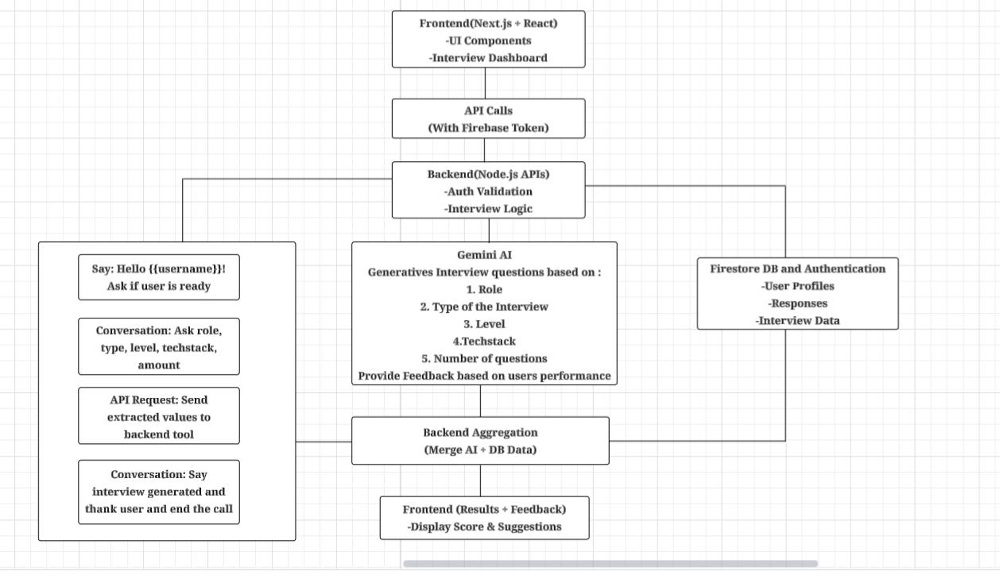 Frontend(Next.js + React)
-UI Components
-Interview Dashboard
API Calls
(With Firebase Token)
Backend(Node.js APIs)
-Auth Validation
-Interview Logic
Say: Hello {{username}}!
Ask if user is ready
Conversation: Ask role,
type, level, techstack,
amount
API Request: Send
extracted values to
backend tool
Conversation: Say
interview generated and
thank user and end the call
Gemini AI
Generatives Interview questions based on :
1. Role
2. Type of the Interview
3. Level
4.Techstack
5. Number of questions
Provide Feedback based on users performance
Firestore DB and Authentication
-User Profiles
-Responses
-Interview Data
Backend Aggregation
(Merge AI + DB Data)
Frontend (Results + Feedback)
-Display Score & Suggestions